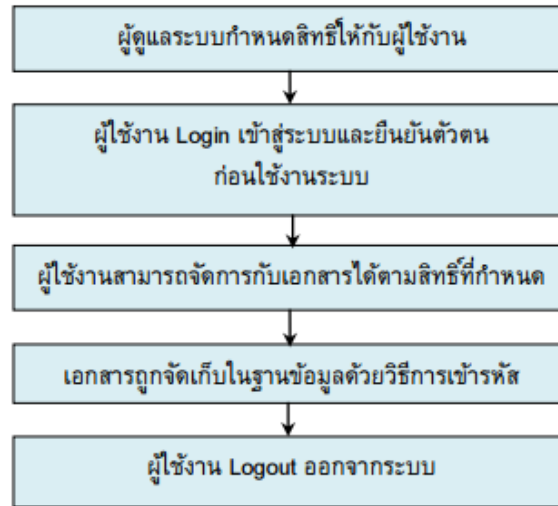 ผู้ดูแลระบบกำหนดสิทธิ์ให้กับผู้ใช้งาน
ผู้ใช้งาน Login เข้าสู่ระบบและยืนยันตัวตน
ก่อนใช้งานระบบ
ผู้ใช้งานสามารถจัดการกับเอกสารได้ตามสิทธิ์ที่กำหนด
เอกสารถูกจัดเก็บในฐานข้อมูลด้วยวิธีการเข้ารหัส
ผู้ใช้งาน Logout ออกจากระบบ